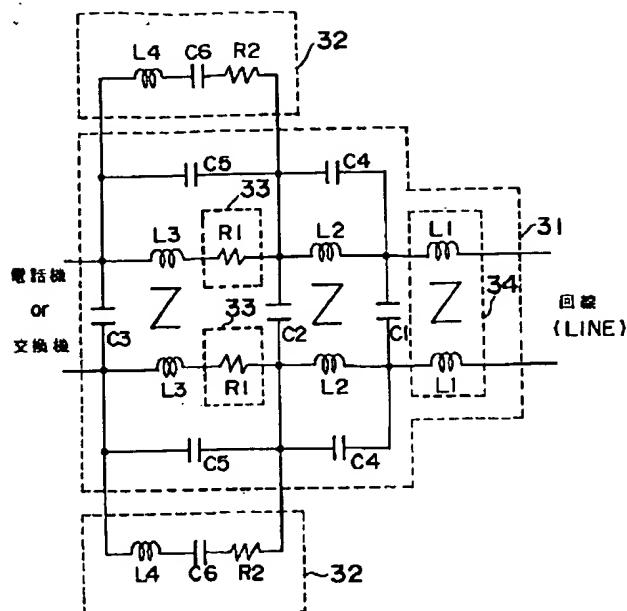 32
L4 C6 R2
C5 C4
33 31
L3 R1 L2 L1
電話機
or
交換機
Z Z Z
34
回線
(LINE)
C3 33 C2 C1
L3 R1 L2 L1
C5 C4
L4 C6 R2
32